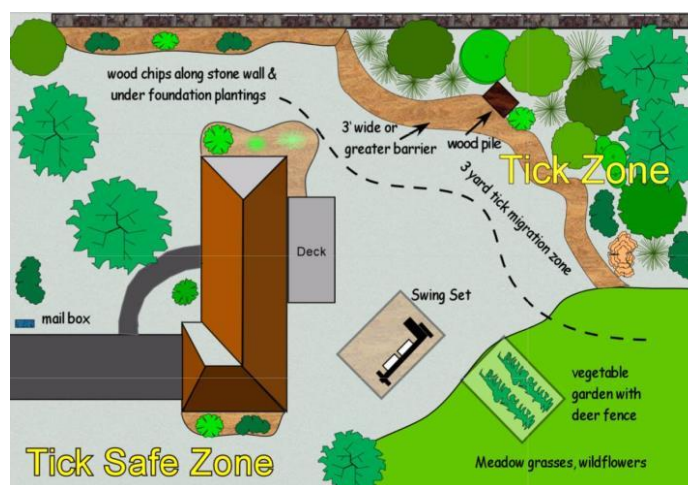 wood chips along stone wall &
under foundation plantings
3' wide or
greater barrier
wood pile
Tick Zone
3 yard tick migration zone
Deck
Swing Set
mail box
vegetable
garden with
deer fence
Tick Safe Zone
Meadow grasses, wildflowers